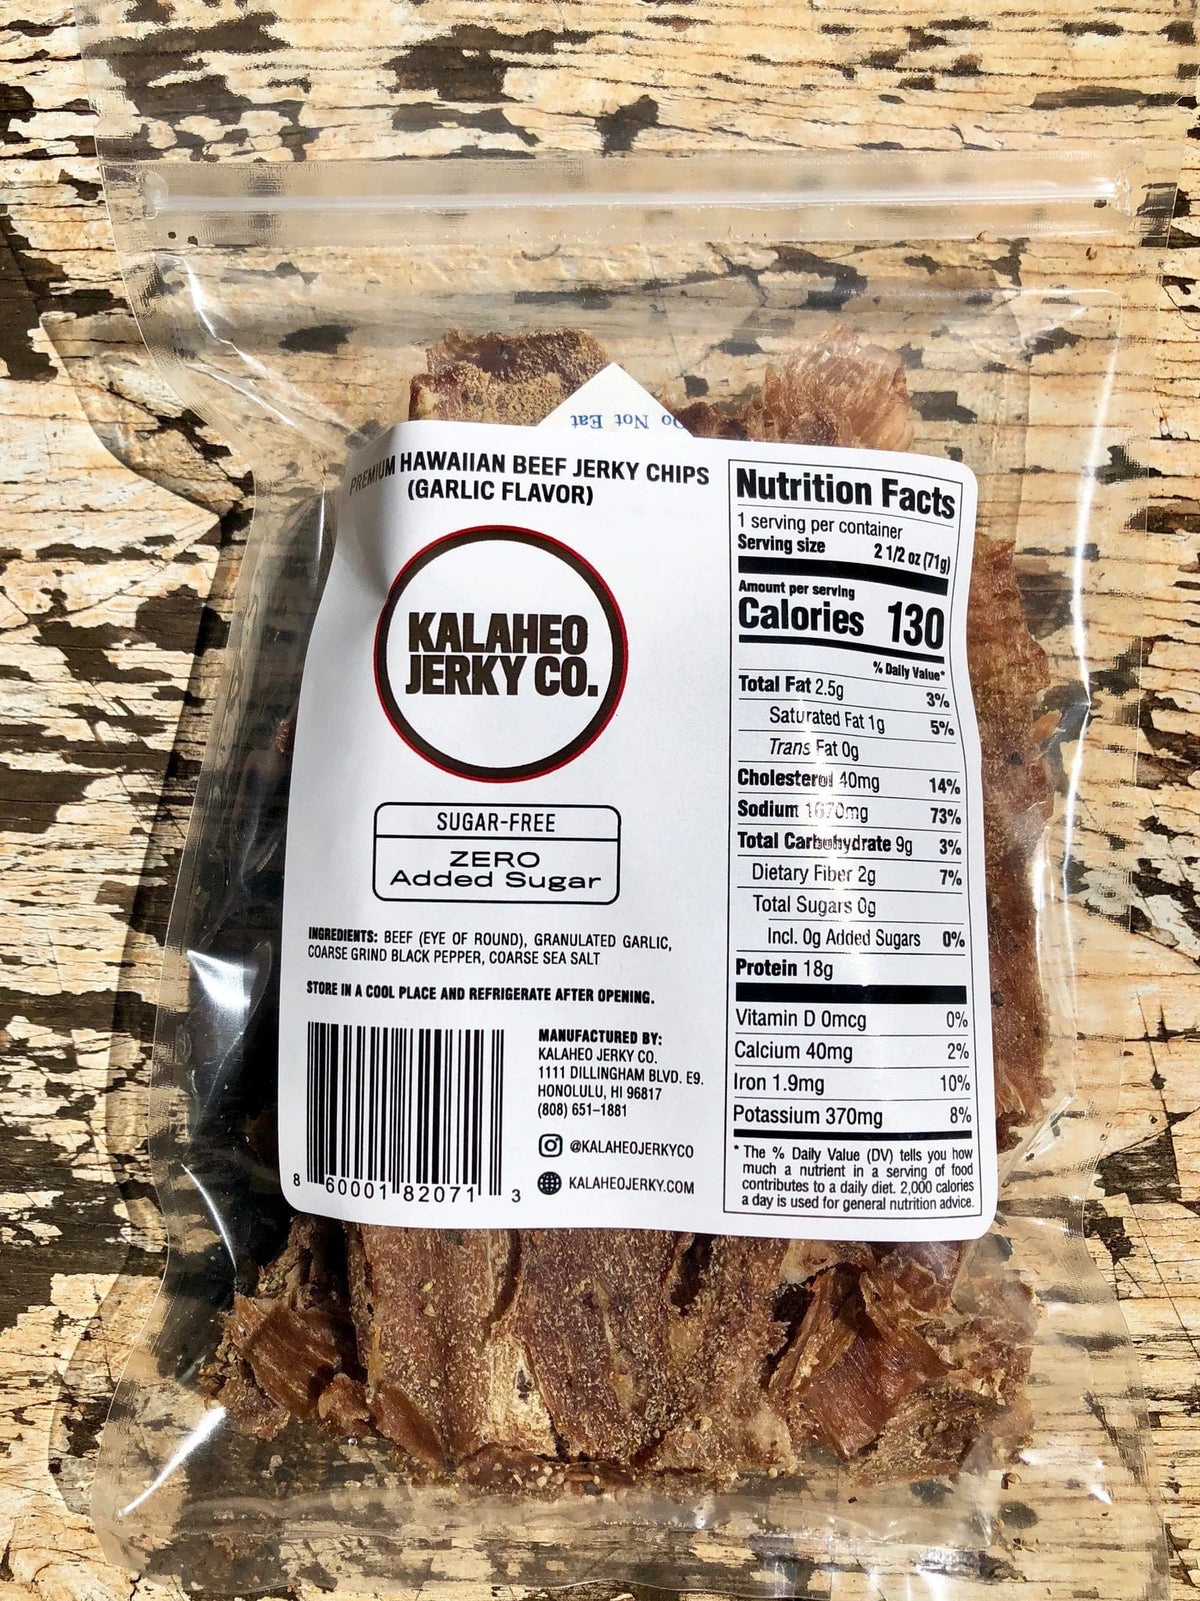 Do Not Eat
PREMIUM HAWAIIAN BEEF JERKY CHIPS
(GARLIC FLAVOR)
KALAHEO
JERKY CO.
SUGAR-FREE
ZERO
Added Sugar
INGREDIENTS: BEEF (EYE OF ROUND), GRANULATED GARLIC,
COARSE GRIND BLACK PEPPER, COARSE SEA SALT
STORE IN A COOL PLACE AND REFRIGERATE AFTER OPENING.
8 60001 82071 3
MANUFACTURED BY:
KALAHEO JERKY CO.
1111 DILLINGHAM BLVD. E9.
HONOLULU, HI 96817
(808) 651-1881
@KALAHEOJERKYCO
KALAHEOJERKY.COM
Nutrition Facts
1 serving per container
Serving size 2 1/2 oz (71g)
Amount per serving
Calories 130
% Daily Value*
Total Fat 2.5g 3%
Saturated Fat 1g 5%
Trans Fat 0g
Cholesterol 40mg 14%
Sodium 1670mg 73%
Total Carbohydrate 9g 3%
Dietary Fiber 2g 7%
Total Sugars 0g
Incl. 0g Added Sugars 0%
Protein 18g
Vitamin D 0mcg 0%
Calcium 40mg 2%
Iron 1.9mg 10%
Potassium 370mg 8%
* The % Daily Value (DV) tells you how
much a nutrient in a serving of food
contributes to a daily diet. 2,000 calories
a day is used for general nutrition advice.